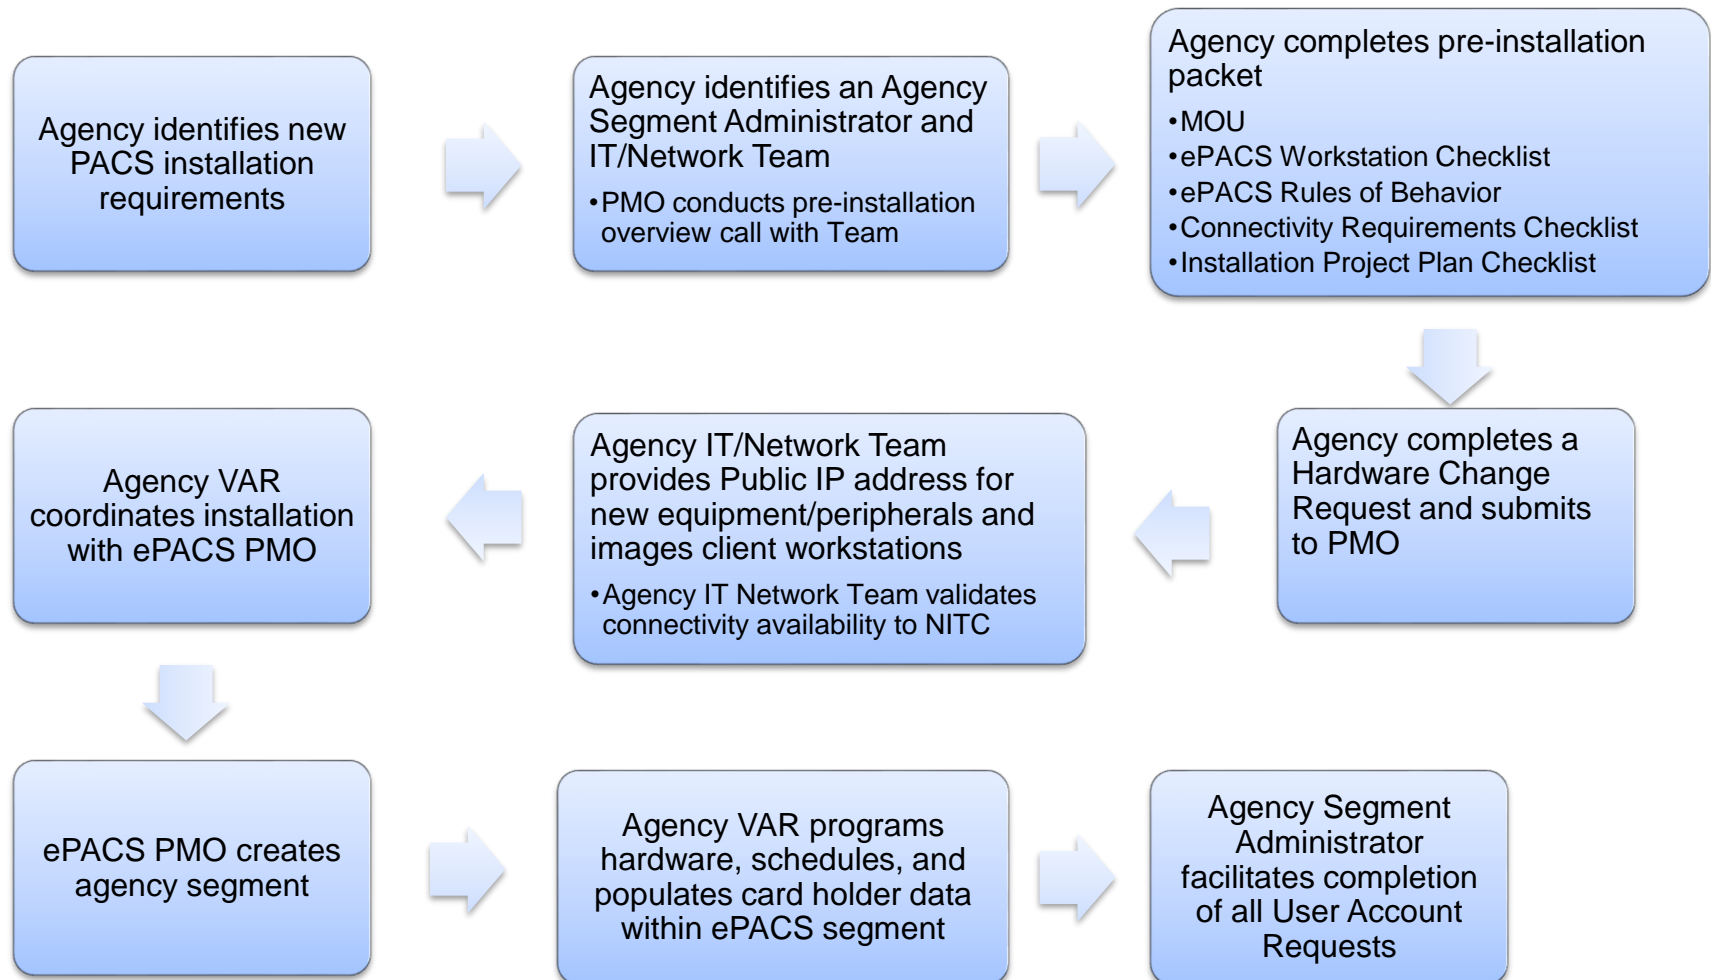 Agency identifies new
PACS installation
requirements
Agency identifies an Agency
Segment Administrator and
IT/Network Team
•PMO conducts pre-installation
overview call with Team
Agency completes pre-installation
packet
•MOU
•ePACS Workstation Checklist
•ePACS Rules of Behavior
•Connectivity Requirements Checklist
•Installation Project Plan Checklist
Agency completes a
Hardware Change
Request and submits
to PMO
Agency IT/Network Team
provides Public IP address for
new equipment/peripherals and
images client workstations
•Agency IT Network Team validates
connectivity availability to NITC
Agency VAR
coordinates installation
with ePACS PMO
ePACS PMO creates
agency segment
Agency VAR programs
hardware, schedules, and
populates card holder data
within ePACS segment
Agency Segment
Administrator
facilitates completion
of all User Account
Requests